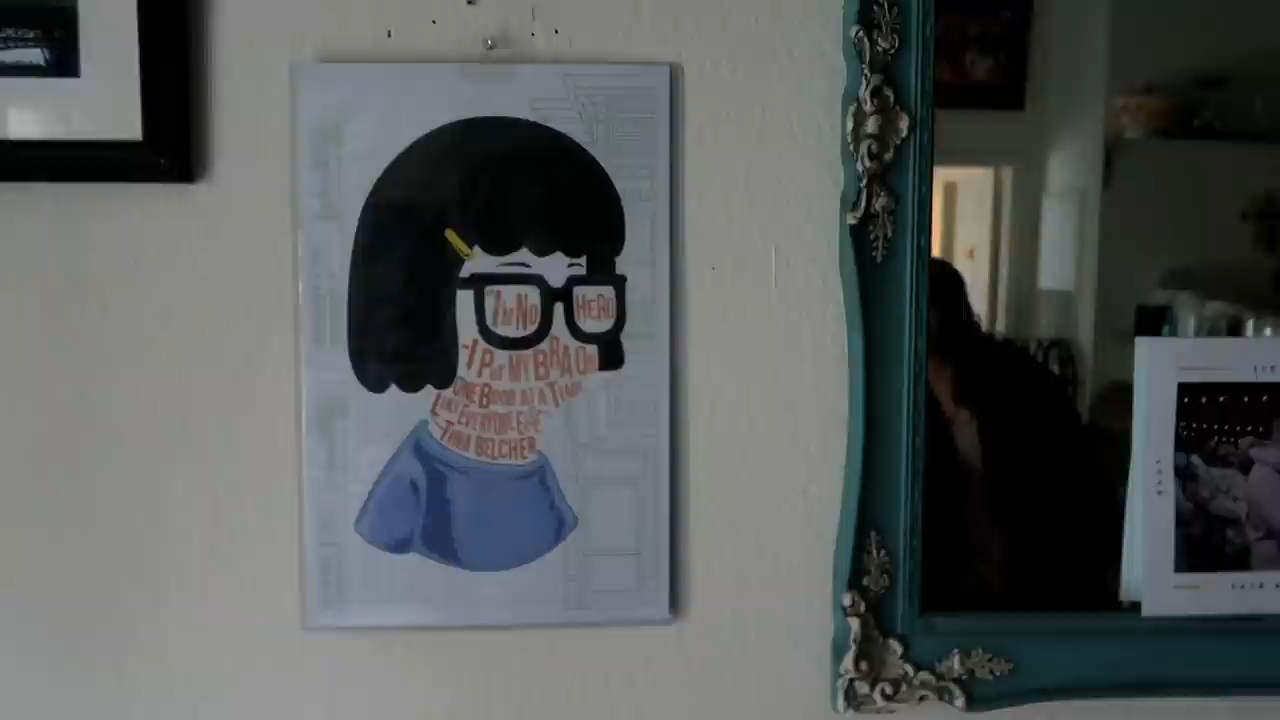 "I'm No HERO
-I Put MY BRA On
ONE BOOB AT A TIME
LIKE EVERYONE ELSE"
-TINA BELCHER